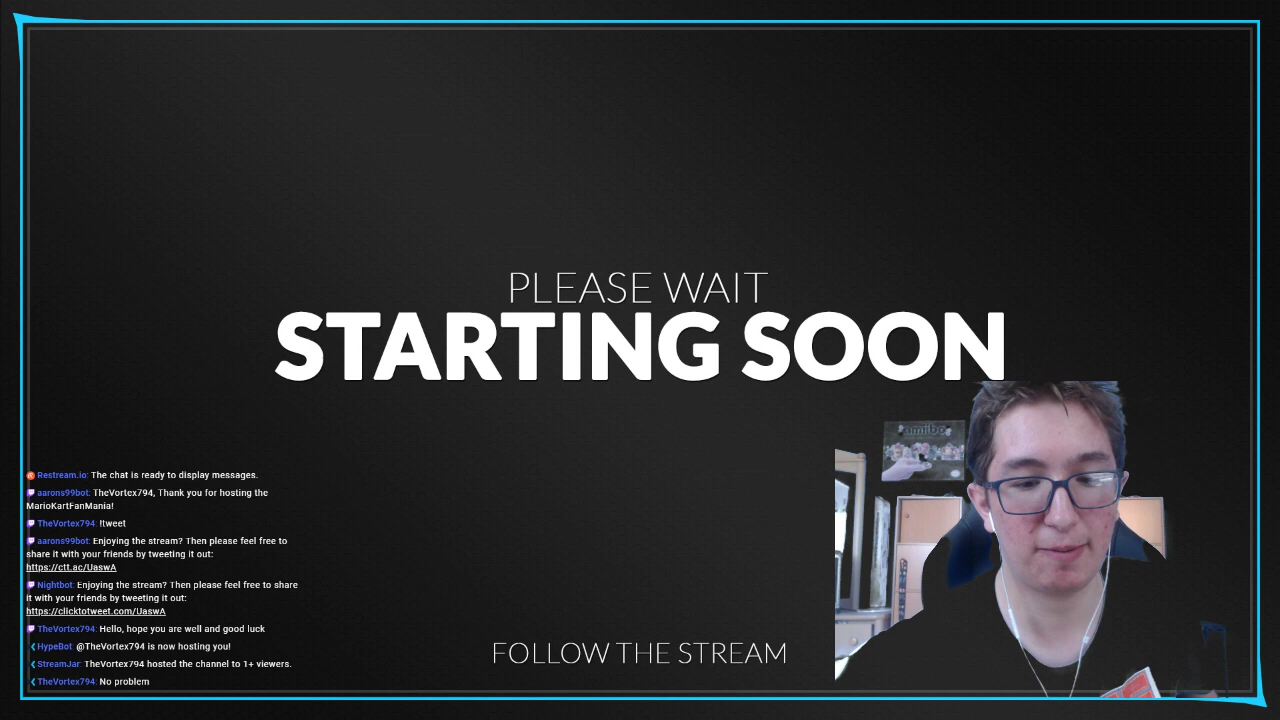 PLEASE WAIT
STARTING SOON
amiibo
Restream.io: The chat is ready to display messages.
aarons99bot: TheVortex794, Thank you for hosting the
MarioKartFanMania!
TheVortex794: !tweet
aarons99bot: Enjoying the stream? Then please feel free to
share it with your friends by tweeting it out:
https://ctt.ac/UaswA
Nightbot: Enjoying the stream? Then please feel free to share
it with your friends by tweeting it out:
https://clicktotweet.com/UaswA
TheVortex794: Hello, hope you are well and good luck
HypeBot: @TheVortex794 is now hosting you!
StreamJar: TheVortex794 hosted the channel to 1+ viewers.
TheVortex794: No problem
FOLLOW THE STREAM